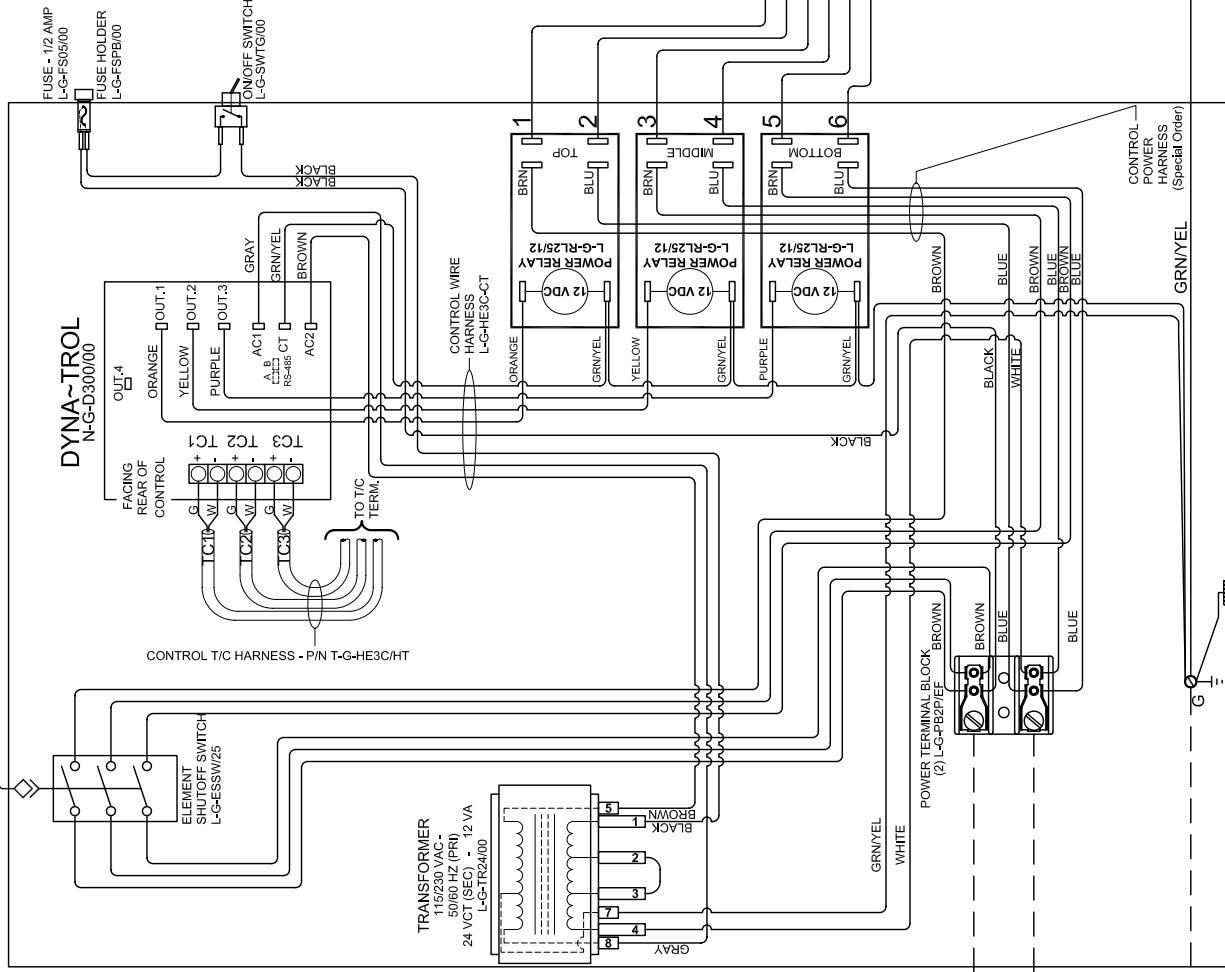 FUSE - 1/2 AMP
L-G-FS05/00
FUSE HOLDER
L-G-FSPB/00
ON/OFF SWITCH
L-G-SWTG/00
BLACK
BLACK
DYNA~TROL
N-G-D300/00
OUT.4
OUT.1
OUT.2
OUT.3
ORANGE
YELLOW
PURPLE
GRAY
GRN/YEL
BROWN
AC1
A B
RS-485
CT
AC2
TC1
TC2
TC3
+ - + - + -
FACING
REAR OF
CONTROL
G W G W G W
TC1
TC2
TC3
TO T/C
TERM.
CONTROL T/C HARNESS - P/N T-G-HE3C/HT
CONTROL WIRE
HARNESS
L-G-HE3C-CT
1
2
3
4
5
6
TOP
MIDDLE
BOTTOM
BRN
BLU
BRN
BLU
BRN
BLU
POWER RELAY
L-G-RL25/12
POWER RELAY
L-G-RL25/12
POWER RELAY
L-G-RL25/12
12 VDC
12 VDC
12 VDC
ORANGE
GRN/YEL
YELLOW
GRN/YEL
PURPLE
GRN/YEL
CONTROL
POWER
HARNESS
(Special Order)
GRN/YEL
BROWN
BLUE
BROWN
BLUE
BROWN
BLUE
BLACK
WHITE
BLACK
ELEMENT
SHUTOFF SWITCH
L-G-ESSW/25
TRANSFORMER
115/230 VAC -
50/60 HZ (PRI)
24 VCT (SEC) - 12 VA
L-G-TR24/00
5
1
2
3
7
4
8
BROWN
BLACK
GRAY
GRN/YEL
WHITE
POWER TERMINAL BLOCK
(2) L-G-PB2P/EF
BROWN
BROWN
BLUE
BLUE
G